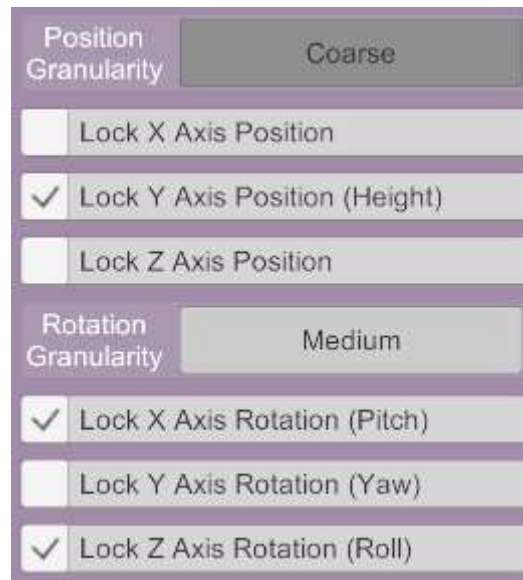 Position
Granularity
Coarse
Lock X Axis Position
Lock Y Axis Position (Height)
Lock Z Axis Position
Rotation
Granularity
Medium
Lock X Axis Rotation (Pitch)
Lock Y Axis Rotation (Yaw)
Lock Z Axis Rotation (Roll)